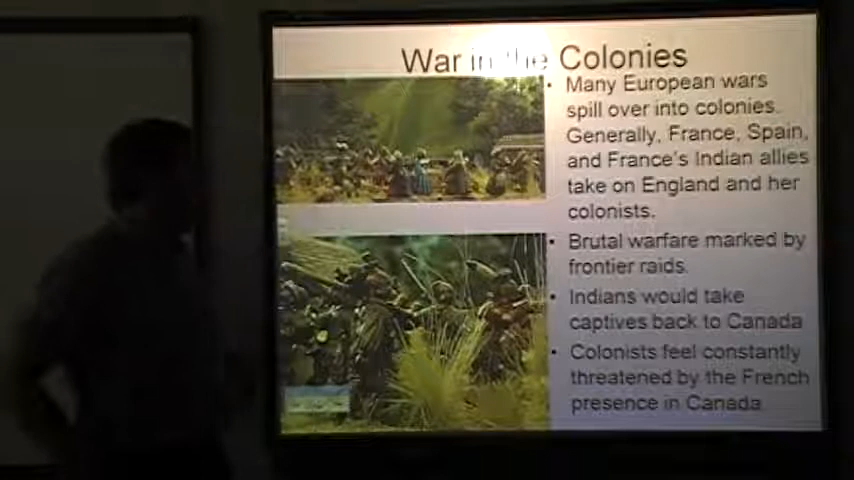 War in the Colonies
• Many European wars
spill over into colonies.
Generally, France, Spain,
and France's Indian allies
take on England and her
colonists.
• Brutal warfare marked by
frontier raids.
• Indians would take
captives back to Canada
• Colonists feel constantly
threatened by the French
presence in Canada.